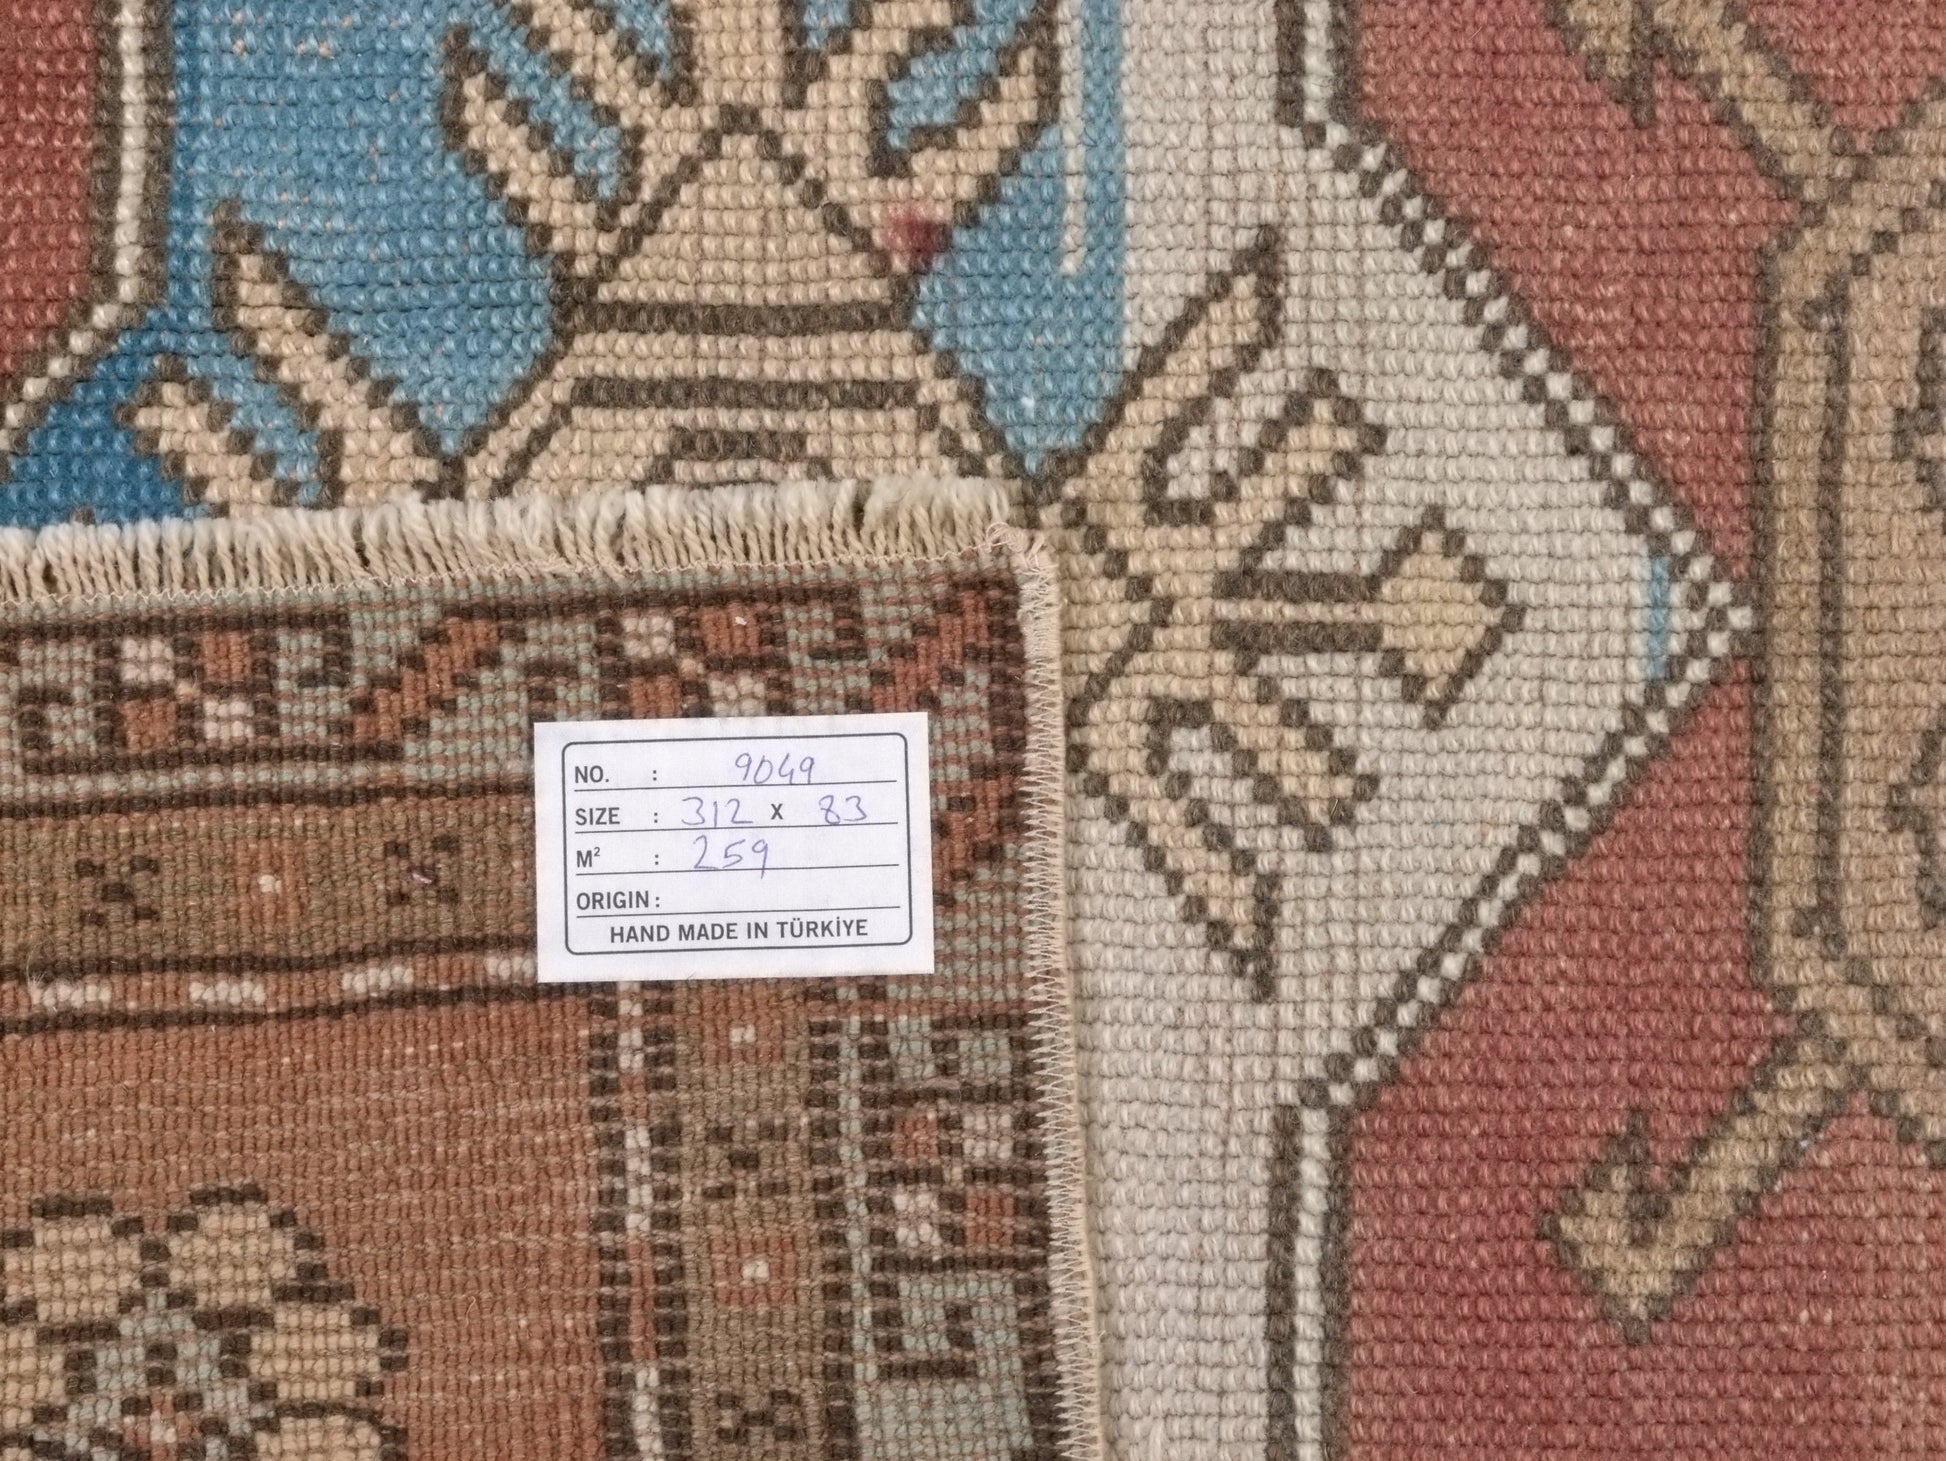 NO. : 9049
SIZE : 312 x 83
M² : 259
ORIGIN :
HAND MADE IN TÜRKİYE